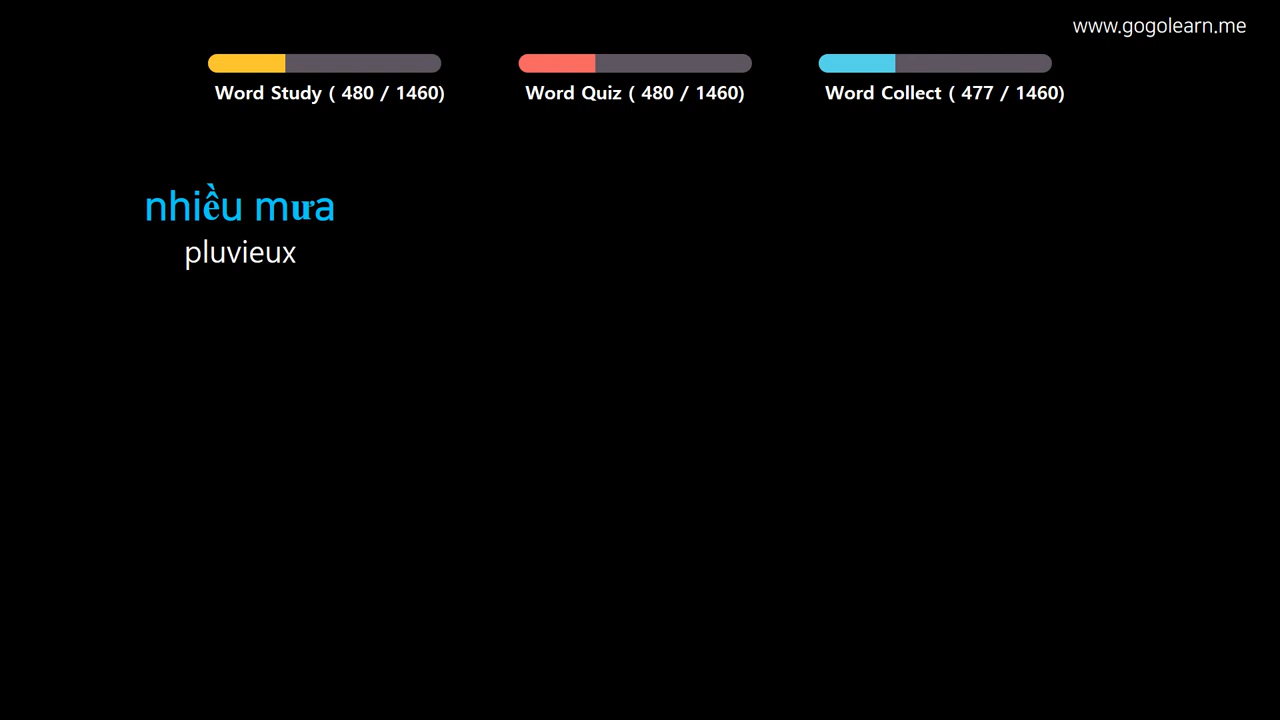 www.gogolearn.me
Word Study ( 480 / 1460)
Word Quiz ( 480 / 1460)
Word Collect ( 477 / 1460)
nhiều mưa
pluvieux